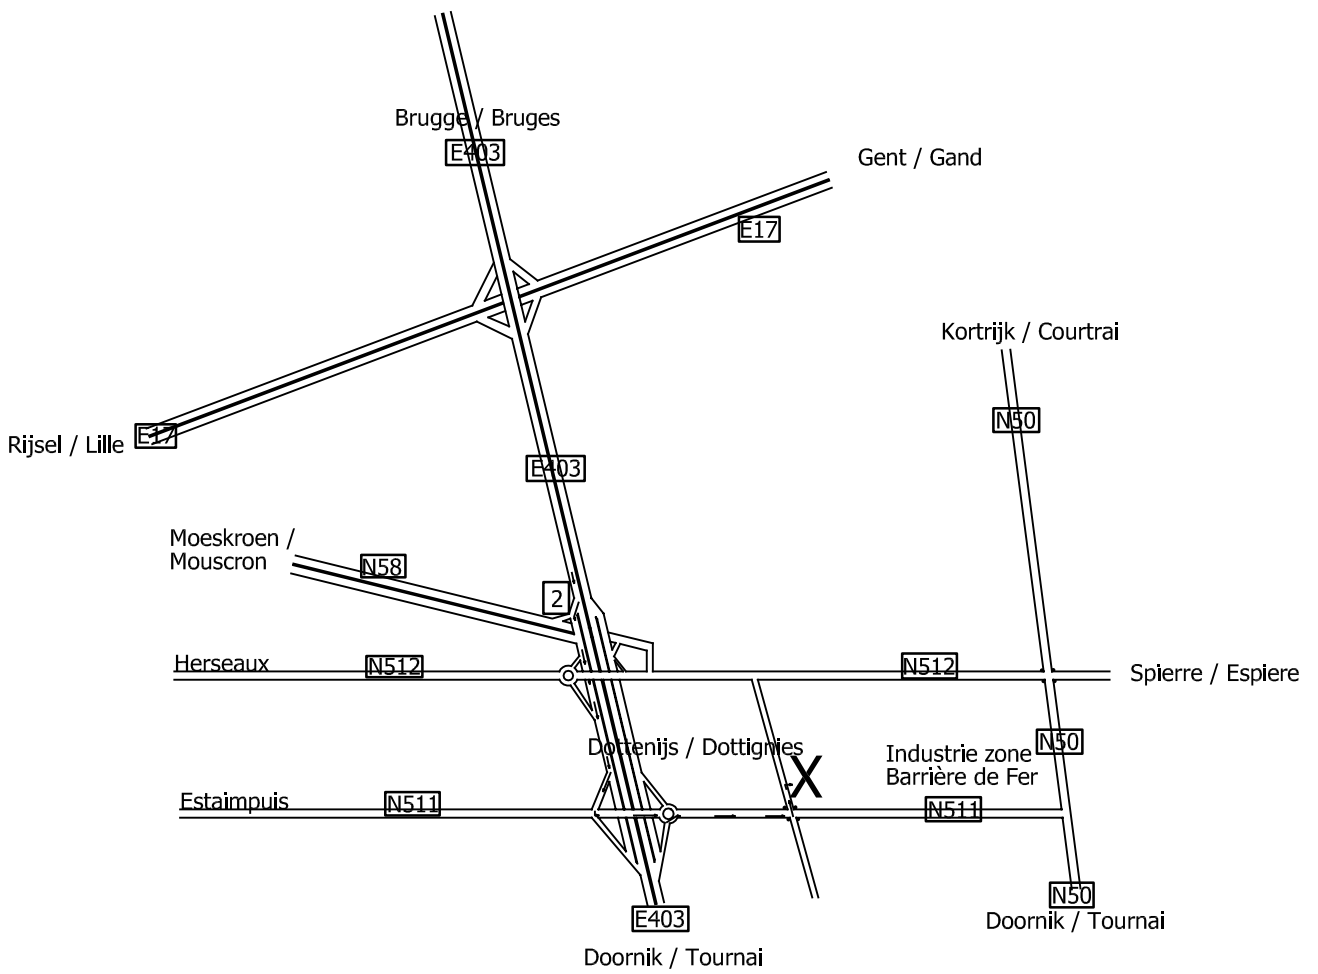 Brugge / Bruges
E403
Gent / Gand
E17
Kortrijk / Courtrai
N50
Rijsel / Lille
E17
E403
Moeskroen /
Mouscron
N58
2
Herseaux
N512
N512
Spierre / Espiere
Dottenijs / Dottignies
N50
Industrie zone
Barrière de Fer
X
Estaimpuis
N511
N511
N50
E403
Doornik / Tournai
Doornik / Tournai